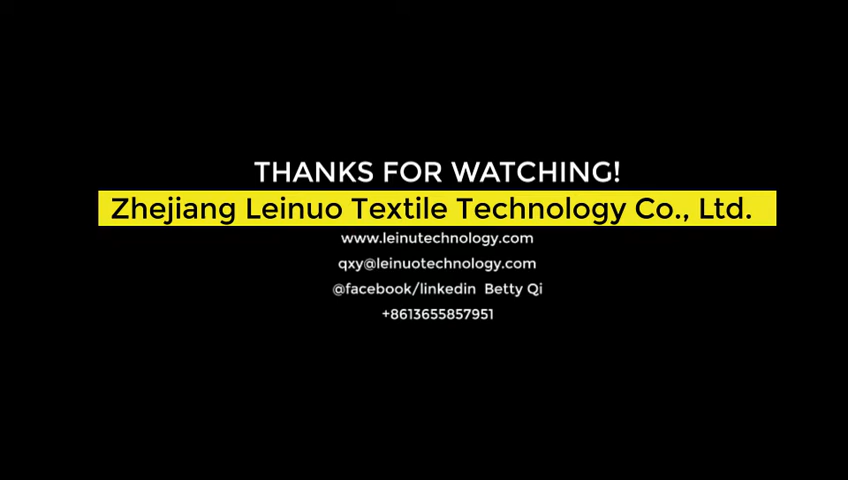 THANKS FOR WATCHING!
Zhejiang Leinuo Textile Technology Co., Ltd.
www.leinutechnology.com
qxy@leinuotechnology.com
@facebook/linkedin Betty Qi
+8613655857951